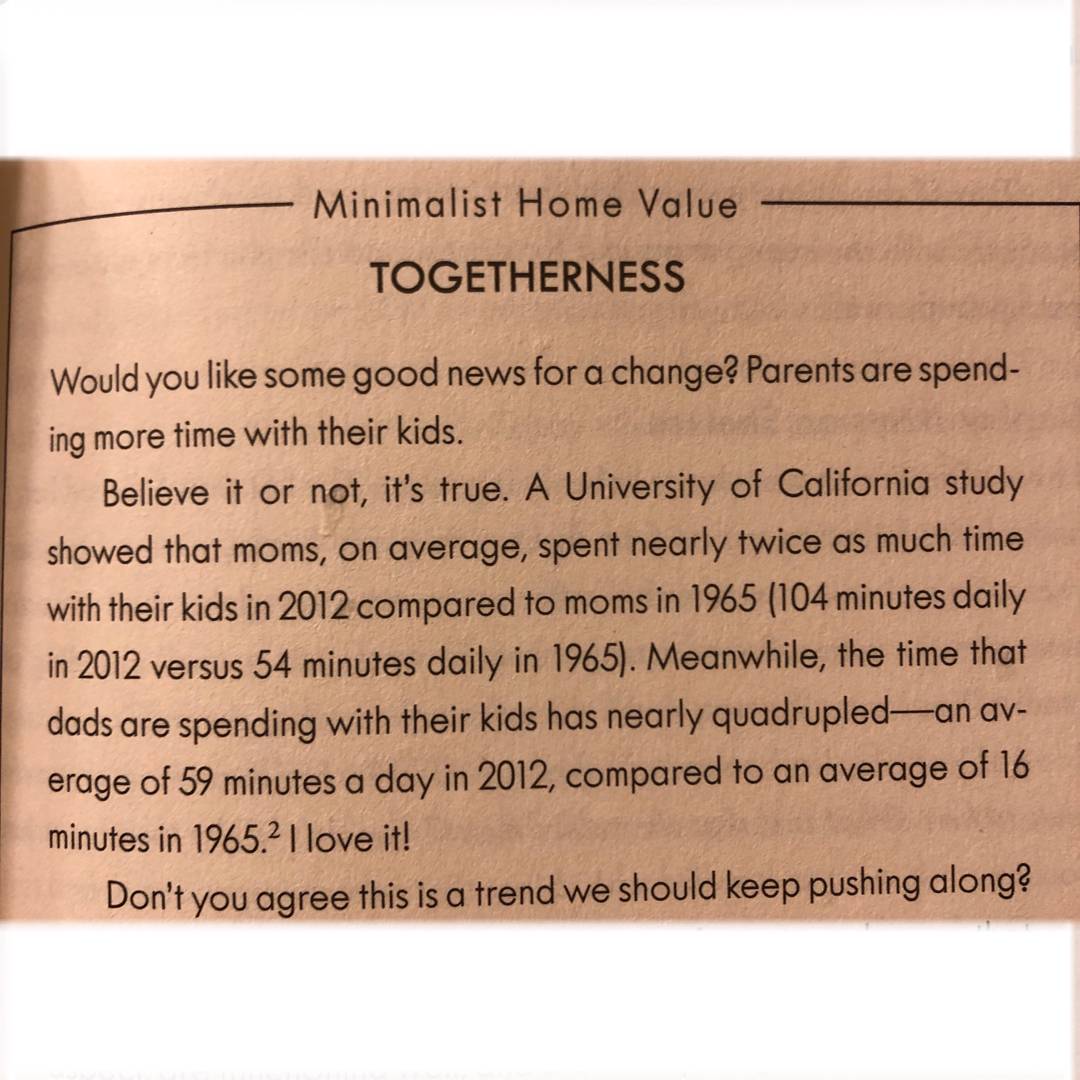 Minimalist Home Value
TOGETHERNESS
Would you like some good news for a change? Parents are spend-
ing more time with their kids.
Believe it or not, it's true. A University of California study
showed that moms, on average, spent nearly twice as much time
with their kids in 2012 compared to moms in 1965 (104 minutes daily
in 2012 versus 54 minutes daily in 1965). Meanwhile, the time that
dads are spending with their kids has nearly quadrupled—an av-
erage of 59 minutes a day in 2012, compared to an average of 16
minutes in 1965.² I love it!
Don't you agree this is a trend we should keep pushing along?